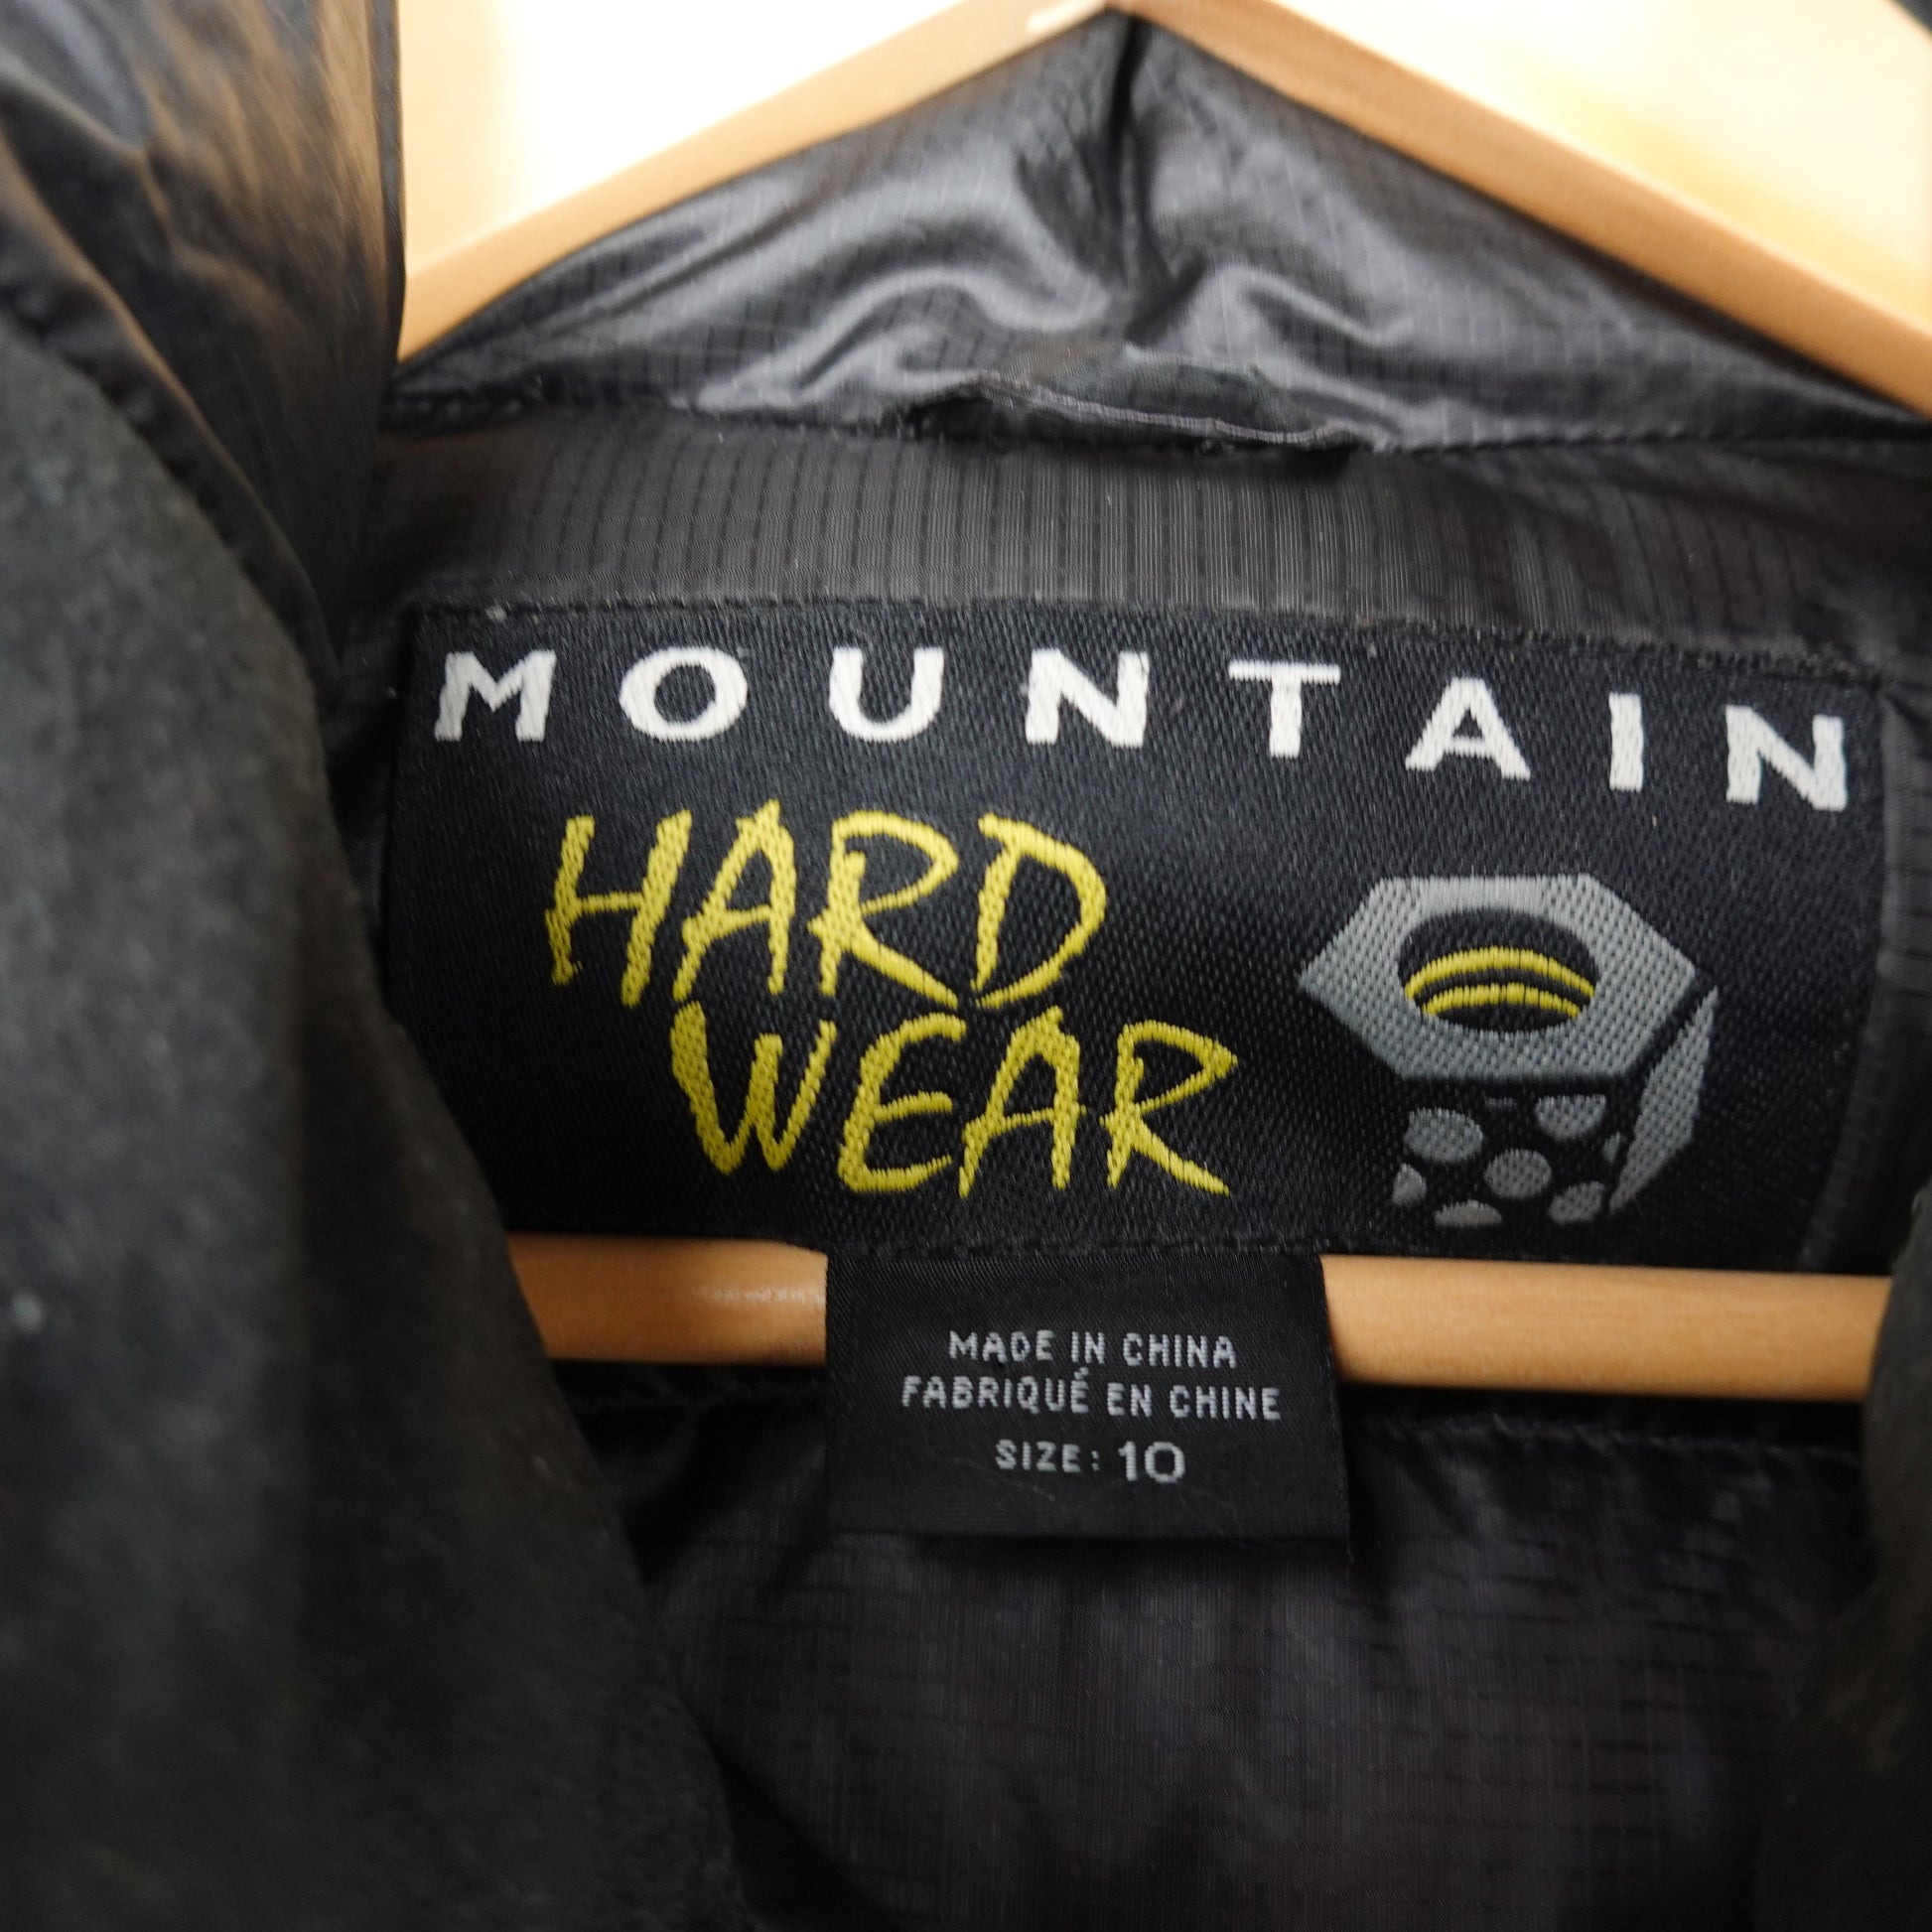 MOUNTAIN
HARD
WEAR
MADE IN CHINA
FABRIQUÉ EN CHINE
SIZE: 10